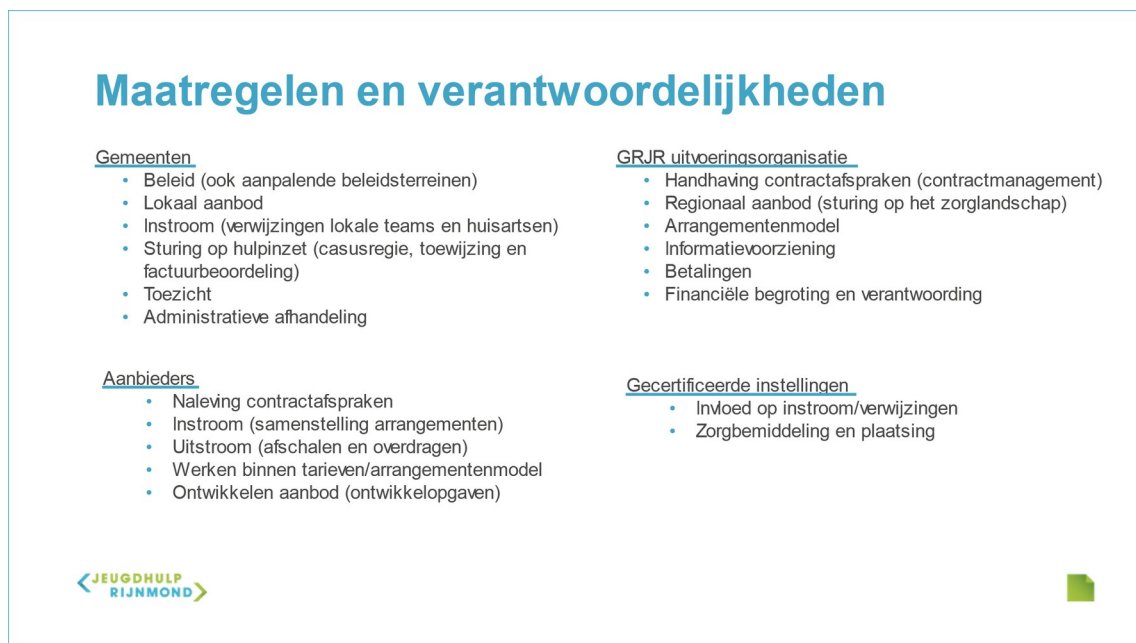 Maatregelen en verantwoordelijkheden
Gemeenten
• Beleid (ook aanpalende beleidsterreinen)
• Lokaal aanbod
• Instroom (verwijzingen lokale teams en huisartsen)
• Sturing op hulpinzet (casusregie, toewijzing en
factuurbeoordeling)
• Toezicht
• Administratieve afhandeling
GRJR uitvoeringsorganisatie
• Handhaving contractafspraken (contractmanagement)
• Regionaal aanbod (sturing op het zorglandschap)
• Arrangementenmodel
• Informatievoorziening
• Betalingen
• Financiële begroting en verantwoording
Aanbieders
• Naleving contractafspraken
• Instroom (samenstelling arrangementen)
• Uitstroom (afschalen en overdragen)
• Werken binnen tarieven/arrangementenmodel
• Ontwikkelen aanbod (ontwikkelopgaven)
Gecertificeerde instellingen
• Invloed op instroom/verwijzingen
• Zorgbemiddeling en plaatsing
JEUGDHULP
RIJNMOND